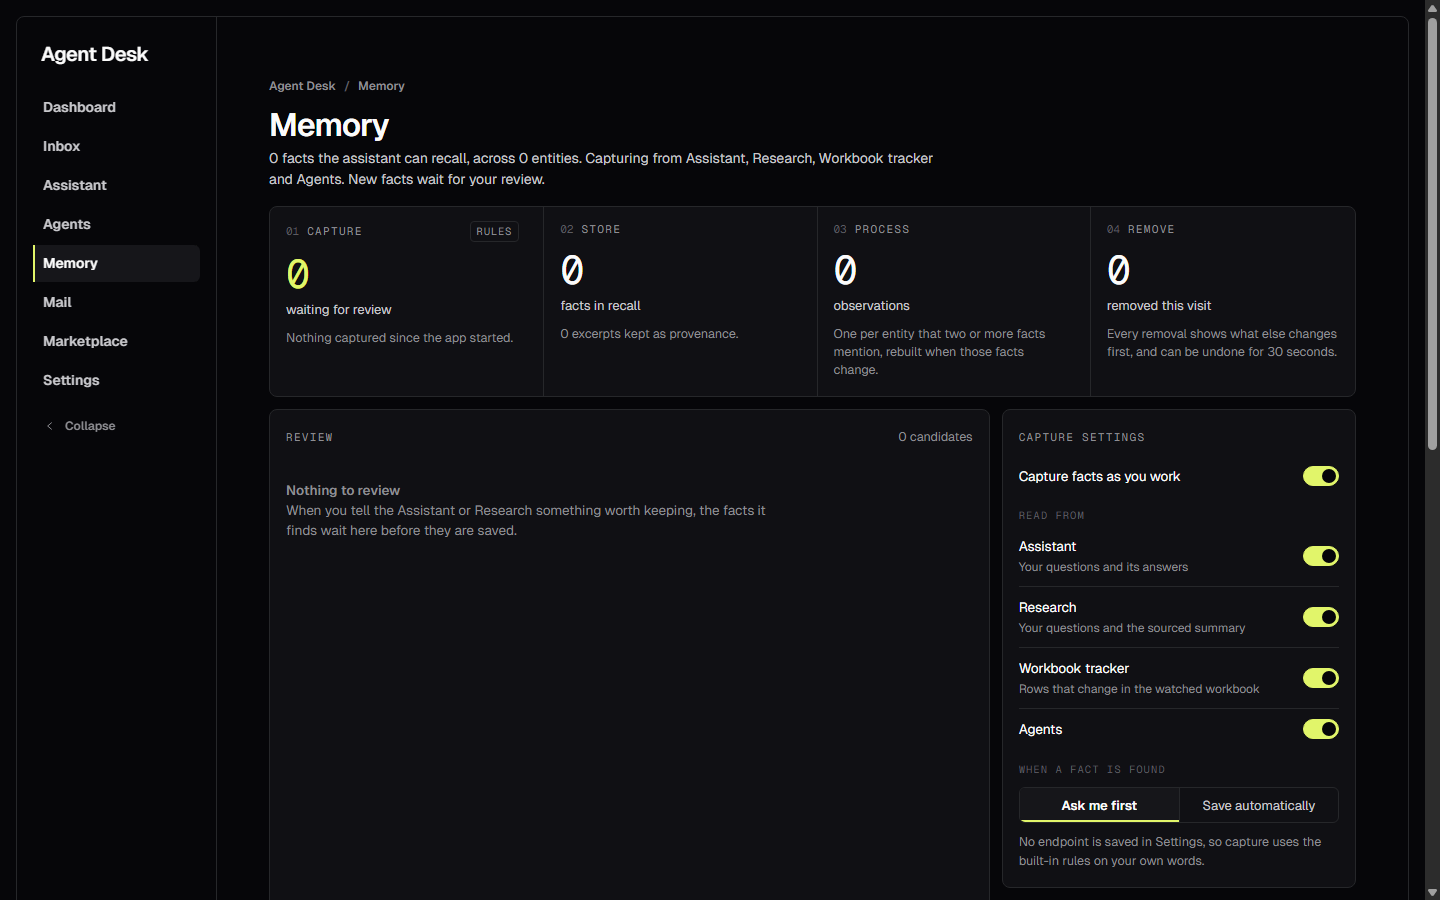 Agent Desk
Dashboard
Inbox
Assistant
Agents
Memory
Mail
Marketplace
Settings
Collapse
Agent Desk / Memory
Memory
0 facts the assistant can recall, across 0 entities. Capturing from Assistant, Research, Workbook tracker
and Agents. New facts wait for your review.
01 CAPTURE
RULES
0
waiting for review
Nothing captured since the app started.
02 STORE
0
facts in recall
0 excerpts kept as provenance.
03 PROCESS
0
observations
One per entity that two or more facts
mention, rebuilt when those facts
change.
04 REMOVE
0
removed this visit
Every removal shows what else changes
first, and can be undone for 30 seconds.
REVIEW
0 candidates
Nothing to review
When you tell the Assistant or Research something worth keeping, the facts it
finds wait here before they are saved.
CAPTURE SETTINGS
Capture facts as you work
READ FROM
Assistant
Your questions and its answers
Research
Your questions and the sourced summary
Workbook tracker
Rows that change in the watched workbook
Agents
WHEN A FACT IS FOUND
Ask me first
Save automatically
No endpoint is saved in Settings, so capture uses the
built-in rules on your own words.